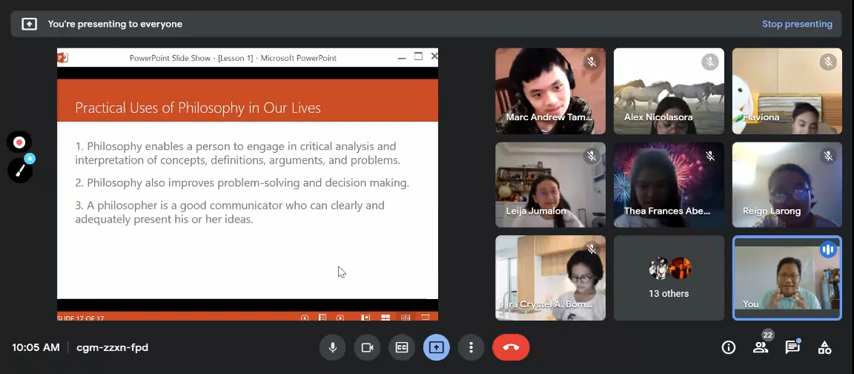 You're presenting to everyone
Stop presenting
PowerPoint Slide Show - [Lesson 1] - Microsoft PowerPoint
Practical Uses of Philosophy in Our Lives
1. Philosophy enables a person to engage in critical analysis and
interpretation of concepts, definitions, arguments, and problems.
2. Philosophy also improves problem-solving and decision making.
3. A philosopher is a good communicator who can clearly and
adequately present his or her ideas.
SLIDE 17 OF 17
Marc Andrew Tam...
Alex Nicolasora
Flaviona
Leija Jumalon
Thea Frances Abe...
Reign Larong
Ira Crystel A. Bom...
13 others
You
10:05 AM | cgm-zzxn-fpd
CC
22